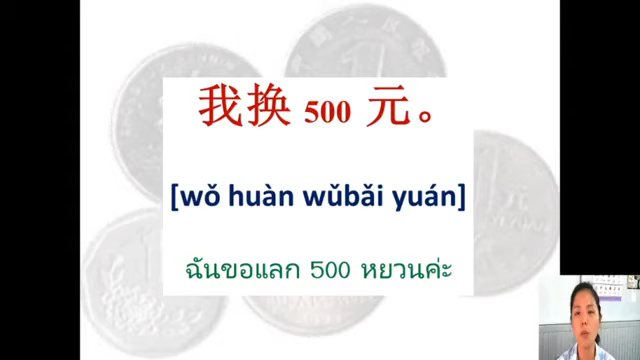 我换 500 元。
[wǒ huàn wǔbǎi yuán]
ฉันขอแลก 500 หยวนค่ะ